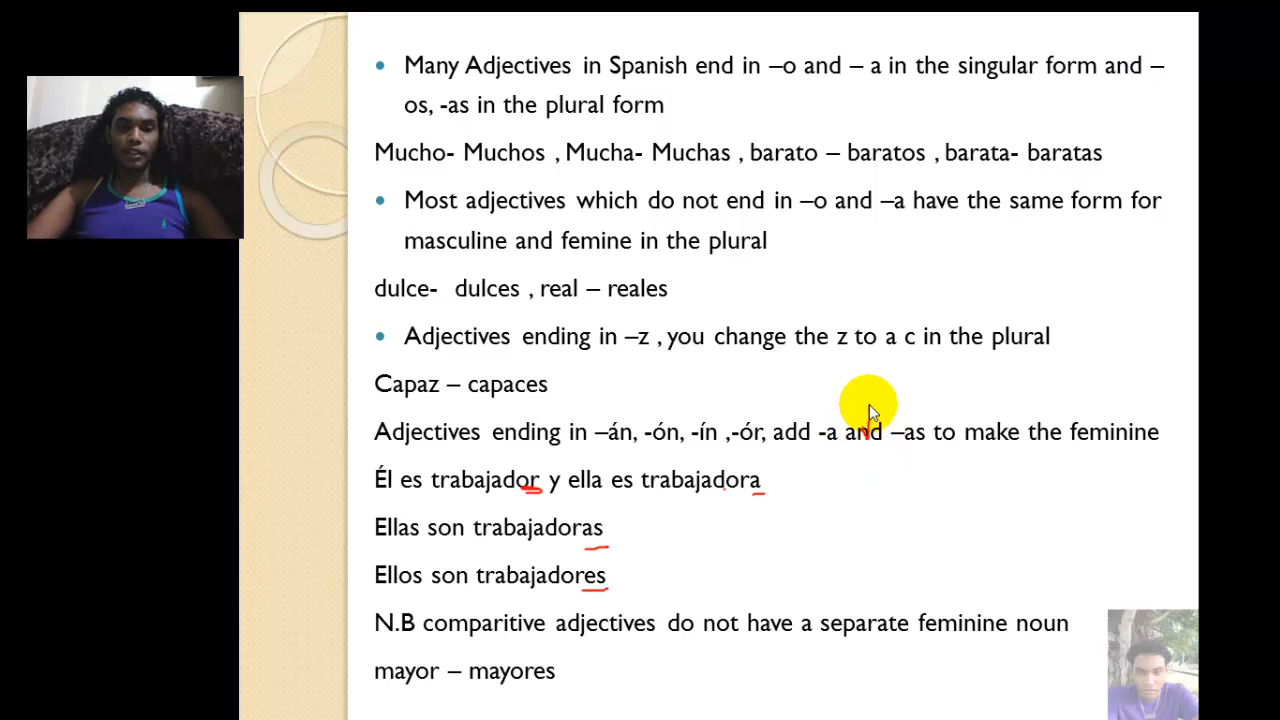 Many Adjectives in Spanish end in –o and – a in the singular form and –
os, -as in the plural form
Mucho- Muchos , Mucha- Muchas , barato – baratos , barata- baratas
Most adjectives which do not end in –o and –a have the same form for
masculine and femine in the plural
dulce- dulces , real – reales
Adjectives ending in –z , you change the z to a c in the plural
Capaz – capaces
Adjectives ending in –án, -ón, -ín ,-ór, add -a and –as to make the feminine
Él es trabajador y ella es trabajadora
Ellas son trabajadoras
Ellos son trabajadores
N.B comparitive adjectives do not have a separate feminine noun
mayor – mayores